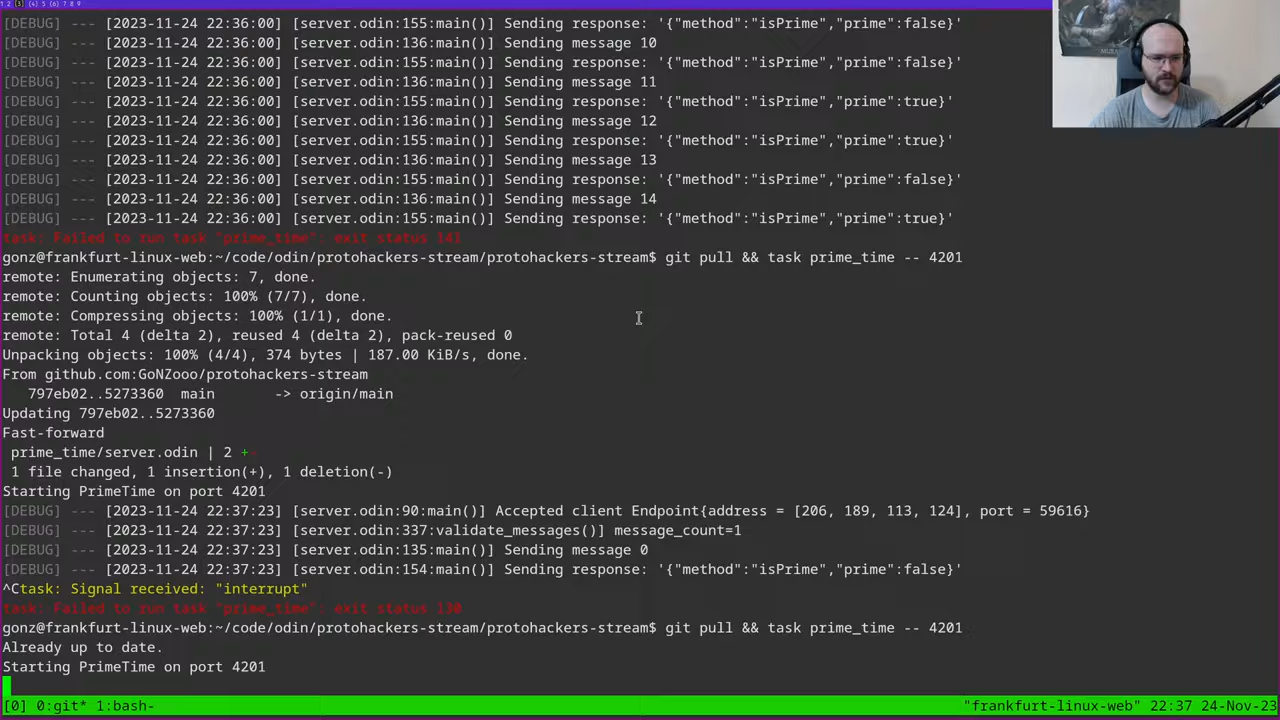 1 2 [3] (4) 5 (6) 7 8 9
[DEBUG] --- [2023-11-24 22:36:00] [server.odin:155:main()] Sending response: '{"method":"isPrime","prime":false}'
[DEBUG] --- [2023-11-24 22:36:00] [server.odin:136:main()] Sending message 10
[DEBUG] --- [2023-11-24 22:36:00] [server.odin:155:main()] Sending response: '{"method":"isPrime","prime":false}'
[DEBUG] --- [2023-11-24 22:36:00] [server.odin:136:main()] Sending message 11
[DEBUG] --- [2023-11-24 22:36:00] [server.odin:155:main()] Sending response: '{"method":"isPrime","prime":true}'
[DEBUG] --- [2023-11-24 22:36:00] [server.odin:136:main()] Sending message 12
[DEBUG] --- [2023-11-24 22:36:00] [server.odin:155:main()] Sending response: '{"method":"isPrime","prime":true}'
[DEBUG] --- [2023-11-24 22:36:00] [server.odin:136:main()] Sending message 13
[DEBUG] --- [2023-11-24 22:36:00] [server.odin:155:main()] Sending response: '{"method":"isPrime","prime":false}'
[DEBUG] --- [2023-11-24 22:36:00] [server.odin:136:main()] Sending message 14
[DEBUG] --- [2023-11-24 22:36:00] [server.odin:155:main()] Sending response: '{"method":"isPrime","prime":true}'
task: Failed to run task "prime_time": exit status 141
gonz@frankfurt-linux-web:~/code/odin/protohackers-stream/protohackers-stream$ git pull && task prime_time -- 4201
remote: Enumerating objects: 7, done.
remote: Counting objects: 100% (7/7), done.
remote: Compressing objects: 100% (1/1), done.
remote: Total 4 (delta 2), reused 4 (delta 2), pack-reused 0
Unpacking objects: 100% (4/4), 374 bytes | 187.00 KiB/s, done.
From github.com:GoNZooo/protohackers-stream
   797eb02..5273360  main       -> origin/main
Updating 797eb02..5273360
Fast-forward
 prime_time/server.odin | 2 +-
 1 file changed, 1 insertion(+), 1 deletion(-)
Starting PrimeTime on port 4201
[DEBUG] --- [2023-11-24 22:37:23] [server.odin:90:main()] Accepted client Endpoint{address = [206, 189, 113, 124], port = 59616}
[DEBUG] --- [2023-11-24 22:37:23] [server.odin:337:validate_messages()] message_count=1
[DEBUG] --- [2023-11-24 22:37:23] [server.odin:135:main()] Sending message 0
[DEBUG] --- [2023-11-24 22:37:23] [server.odin:154:main()] Sending response: '{"method":"isPrime","prime":false}'
^Ctask: Signal received: "interrupt"
task: Failed to run task "prime_time": exit status 130
gonz@frankfurt-linux-web:~/code/odin/protohackers-stream/protohackers-stream$ git pull && task prime_time -- 4201
Already up to date.
Starting PrimeTime on port 4201
[0] 0:git* 1:bash- "frankfurt-linux-web" 22:37 24-Nov-23